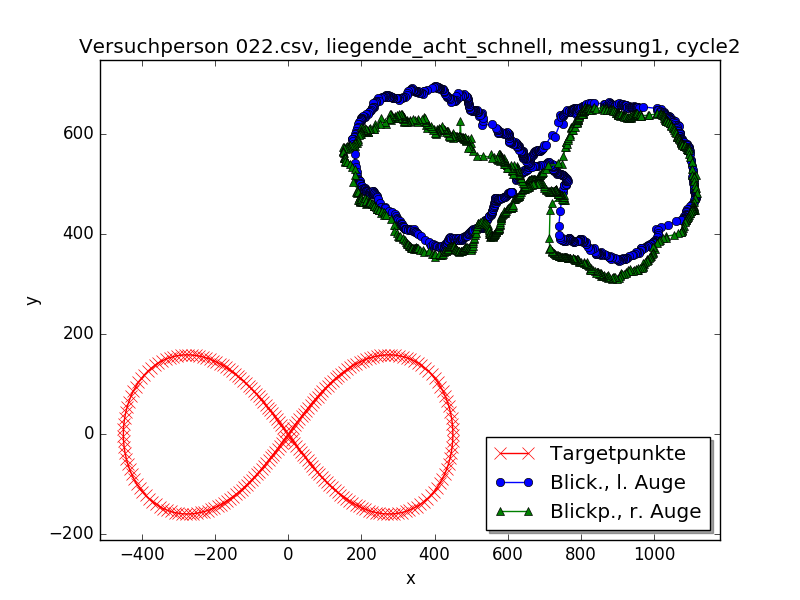 Versuchperson 022.csv, liegende_acht_schnell, messung1, cycle2
y
600
400
200
0
−200
−400
−200
0
200
400
600
800
1000
x
Targetpunkte
Blick., l. Auge
Blickp., r. Auge